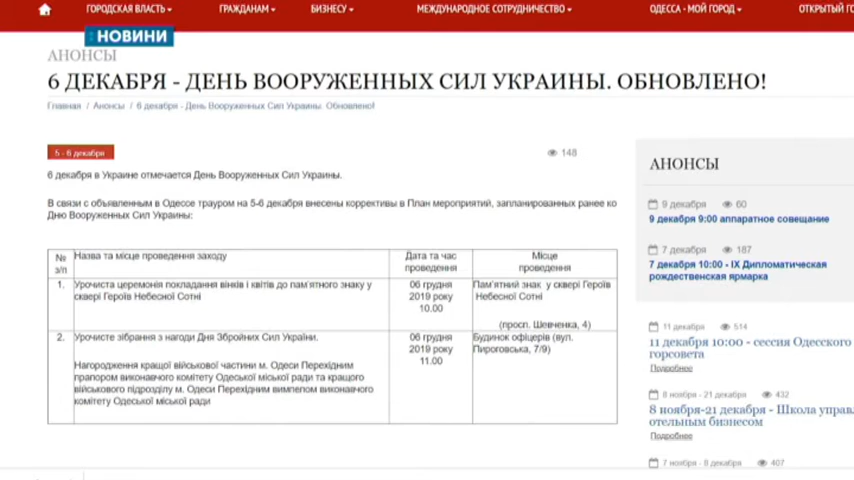 ГОРОДСКАЯ ВЛАСТЬ ГРАЖДАНАМ БИЗНЕСУ МЕЖДУНАРОДНОЕ СОТРУДНИЧЕСТВО ОДЕССА - МОЙ ГОРОД ОТКРЫТЫЙ ГО
НОВИНИ
АНОНСЫ
6 ДЕКАБРЯ - ДЕНЬ ВООРУЖЕННЫХ СИЛ УКРАИНЫ. ОБНОВЛЕНО!
Главная / Анонсы / 6 декабря - День Вооруженных Сил Украины. Обновлено!
5 - 6 декабря
148
6 декабря в Украине отмечается День Вооруженных Сил Украины.
В связи с объявленным в Одессе трауром на 5-6 декабря внесены коррективы в План мероприятий, запланированных ранее ко
Дню Вооруженных Сил Украины:
№
з/п
Назва та місце проведення заходу
Дата та час
проведення
Місце
проведення
1.
Урочиста церемонія покладання вінків і квітів до пам'ятного знаку у
сквері Героїв Небесної Сотні
06 грудня
2019 року
10.00
Пам'ятний знак у сквері Героїв
Небесної Сотні
(просп. Шевченка, 4)
2.
Урочисте зібрання з нагоди Дня Збройних Сил України.
Нагородження кращої військової частини м. Одеси Перехідним
прапором виконавчого комітету Одеської міської ради та кращого
військового підрозділу м. Одеси Перехідним вимпелом виконавчого
комітету Одеської міської ради
06 грудня
2019 року
11.00
Будинок офіцерів (вул.
Пироговська, 7/9)
АНОНСЫ
9 декабря 60
9 декабря 9:00 аппаратное совещание
7 декабря 187
7 декабря 10:00 - IX Дипломатическая
рождественская ярмарка
11 декабря 514
11 декабря 10:00 - сессия Одесского
горсовета
Подробнее
8 ноября - 21 декабря 432
8 ноября-21 декабря - Школа управл
отельным бизнесом
Подробнее
7 ноября - 8 декабря 407